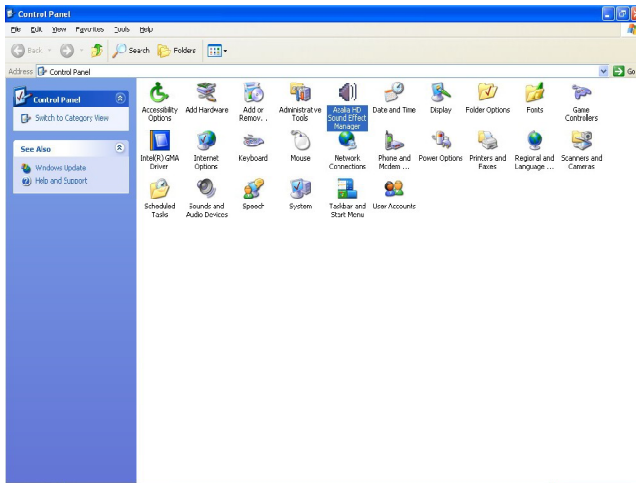 Control Panel
File Edit View Favorites Tools Help
Back Search Folders
Address Control Panel Go
Control Panel
Switch to Category View
See Also
Windows Update
Help and Support
Accessibility Options
Add Hardware
Add or Remov...
Administrative Tools
Azalia HD Sound Effect Manager
Date and Time
Display
Folder Options
Fonts
Game Controllers
Intel(R) GMA Driver
Internet Options
Keyboard
Mouse
Network Connections
Phone and Modem ...
Power Options
Printers and Faxes
Regional and Language ...
Scanners and Cameras
Scheduled Tasks
Sounds and Audio Devices
Speech
System
Taskbar and Start Menu
User Accounts